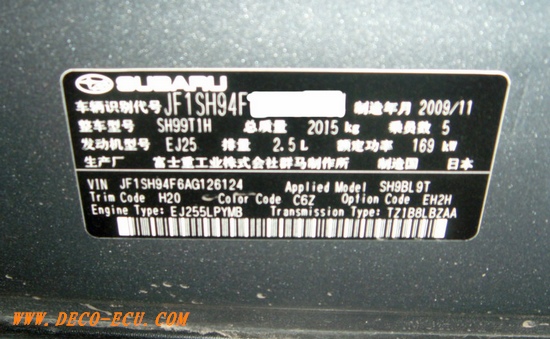 SUBARU
车辆识别代号 JF1SH94F 制造年月 2009/11
整车型号 SH99T1H 总质量 2015 kg 乘员数 5
发动机型号 EJ25 排量 2.5L 额定功率 169 kW
生产厂 富士重工业株式会社群马制作所 制造国 日本
VIN JF1SH94F6AG126124 Applied Model SH9BL9T
Trim Code H20 Color Code C6Z Option Code EH2H
Engine Type: EJ255LPYMB Transmission Type: TZ1B8LBZAA
WWW.DECO-ECU.COM